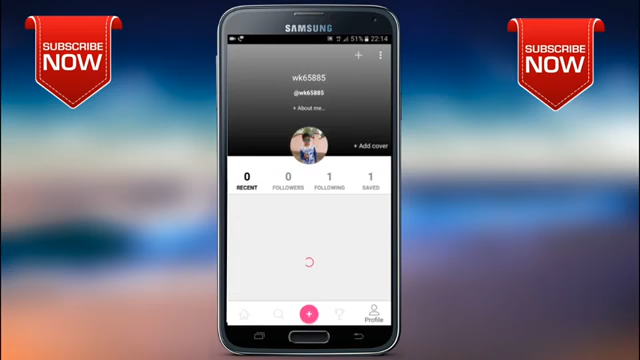 SUBSCRIBE
NOW
SUBSCRIBE
NOW
SAMSUNG
51% 22:14
wk65885
@wk65885
+ About me...
+ Add cover
0 0 1 1
RECENT FOLLOWERS FOLLOWING SAVED
Profile